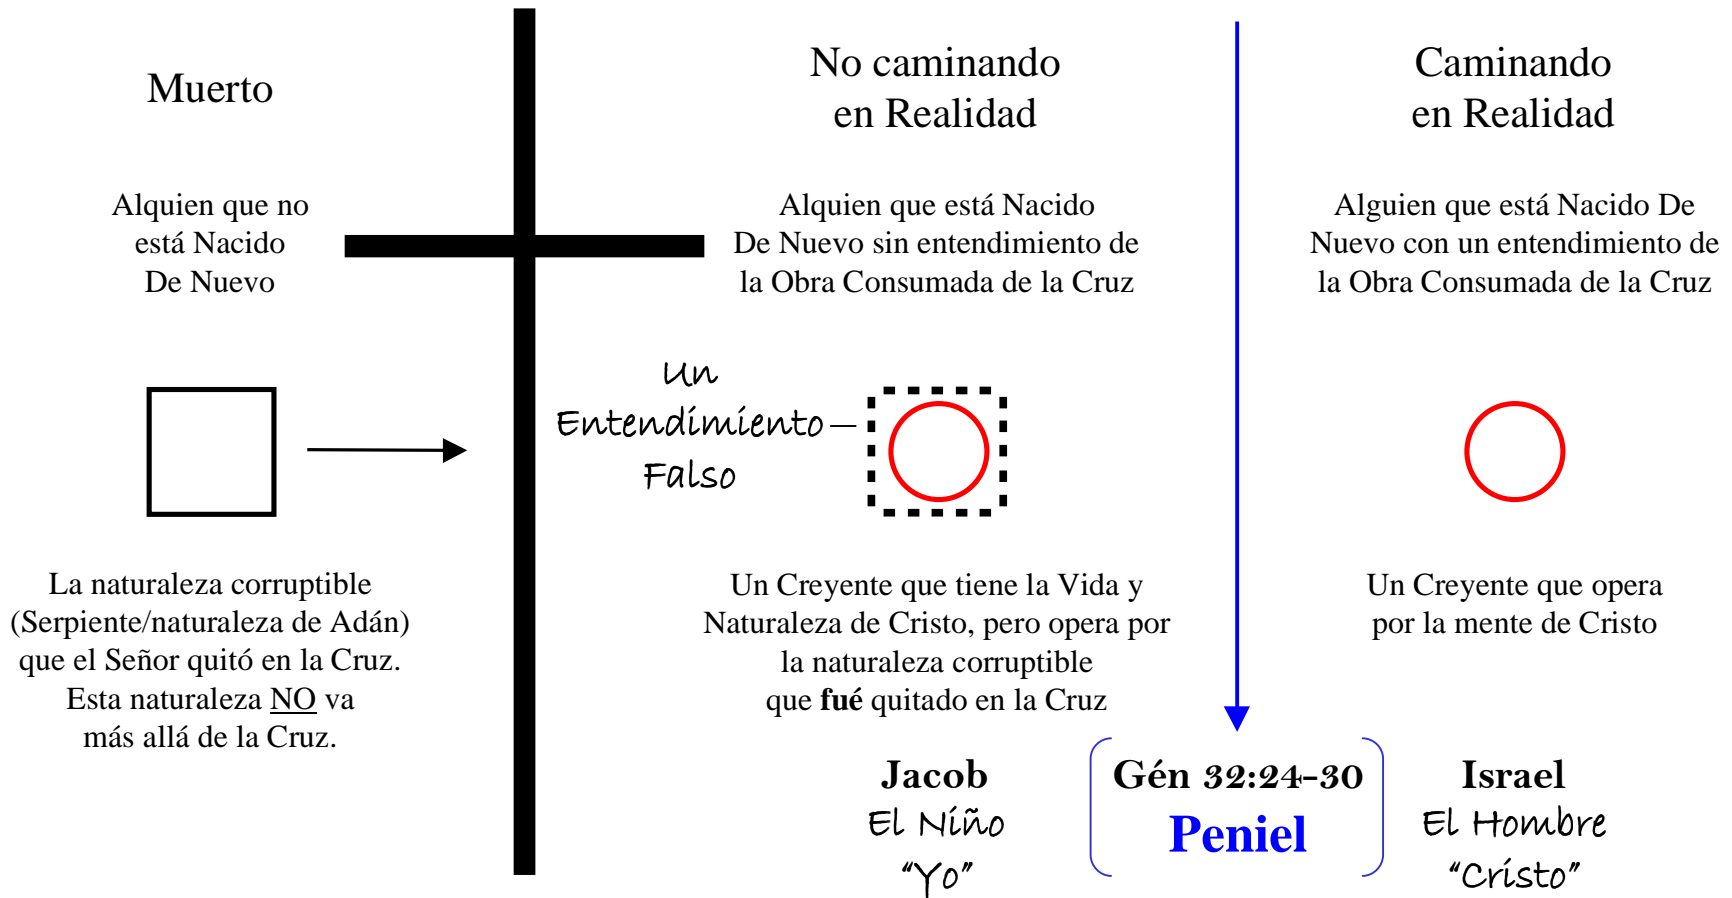 Muerto
Alquien que no
está Nacido
De Nuevo
La naturaleza corruptible
(Serpiente/naturaleza de Adán)
que el Señor quitó en la Cruz.
Esta naturaleza NO va
más allá de la Cruz.
No caminando
en Realidad
Alquien que está Nacido
De Nuevo sin entendimiento de
la Obra Consumada de la Cruz
Un
Entendimiento
Falso
Un Creyente que tiene la Vida y
Naturaleza de Cristo, pero opera por
la naturaleza corruptible
que fué quitado en la Cruz
Jacob
El Niño
“Yo”
Gén 32:24-30
Peniel
Caminando
en Realidad
Alguien que está Nacido De
Nuevo con un entendimiento de
la Obra Consumada de la Cruz
Un Creyente que opera
por la mente de Cristo
Israel
El Hombre
“Cristo”